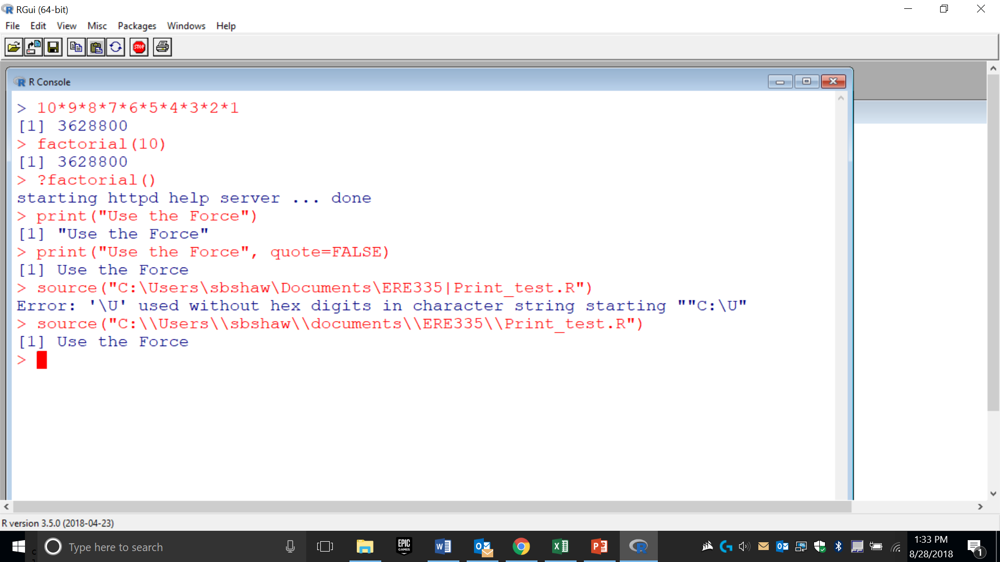 RGui (64-bit)
File Edit View Misc Packages Windows Help
STOP
R Console
> 10*9*8*7*6*5*4*3*2*1
[1] 3628800
> factorial(10)
[1] 3628800
> ?factorial()
starting httpd help server ... done
> print("Use the Force")
[1] "Use the Force"
> print("Use the Force", quote=FALSE)
[1] Use the Force
> source("C:\Users\sbshaw\Documents\ERE335|Print_test.R")
Error: '\U' used without hex digits in character string starting ""C:\U"
> source("C:\\Users\\sbshaw\\documents\\ERE335\\Print_test.R")
[1] Use the Force
>
R version 3.5.0 (2018-04-23)
Type here to search
EPIC GAMES
1:33 PM
8/28/2018
1